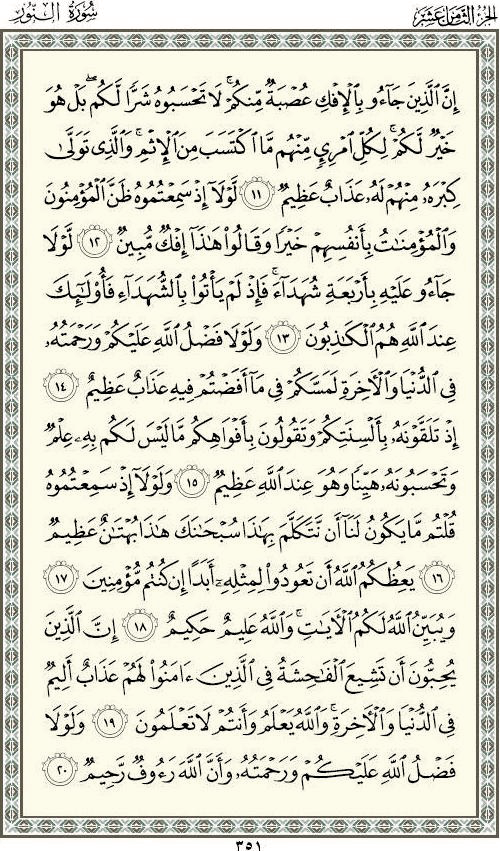 الجزء الثامن عشر
سورة النور
إِنَّ ٱلَّذِينَ جَآءُو بِٱلْإِفْكِ عُصْبَةٌ مِّنكُمْ ۚ لَا تَحْسَبُوهُ شَرًّا لَّكُم ۖ بَلْ هُوَ
خَيْرٌ لَّكُمْ ۚ لِكُلِّ ٱمْرِئٍ مِّنْهُم مَّا ٱكْتَسَبَ مِنَ ٱلْإِثْمِ ۚ وَٱلَّذِى تَوَلَّىٰ
كِبْرَهُۥ مِنْهُمْ لَهُۥ عَذَابٌ عَظِيمٌ ١١ لَّوْلَآ إِذْ سَمِعْتُمُوهُ ظَنَّ ٱلْمُؤْمِنُونَ
وَٱلْمُؤْمِنَـٰتُ بِأَنفُسِهِمْ خَيْرًا وَقَالُوا۟ هَـٰذَآ إِفْكٌ مُّبِينٌ ١٢ لَّوْلَا
جَآءُو عَلَيْهِ بِأَرْبَعَةِ شُهَدَآءَ ۚ فَإِذْ لَمْ يَأْتُوا۟ بِٱلشُّهَدَآءِ فَأُو۟لَـٰٓئِكَ
عِندَ ٱللَّهِ هُمُ ٱلْكَـٰذِبُونَ ١٣ وَلَوْلَا فَضْلُ ٱللَّهِ عَلَيْكُمْ وَرَحْمَتُهُۥ
فِى ٱلدُّنْيَا وَٱلْـَٔاخِرَةِ لَمَسَّكُمْ فِى مَآ أَفَضْتُمْ فِيهِ عَذَابٌ عَظِيمٌ ١٤
إِذْ تَلَقَّوْنَهُۥ بِأَلْسِنَتِكُمْ وَتَقُولُونَ بِأَفْوَاهِكُم مَّا لَيْسَ لَكُم بِهِۦ عِلْمٌ
وَتَحْسَبُونَهُۥ هَيِّنًا وَهُوَ عِندَ ٱللَّهِ عَظِيمٌ ١٥ وَلَوْلَآ إِذْ سَمِعْتُمُوهُ
قُلْتُم مَّا يَكُونُ لَنَآ أَن نَّتَكَلَّمَ بِهَـٰذَا سُبْحَـٰنَكَ هَـٰذَا بُهْتَـٰنٌ عَظِيمٌ
١٦ يَعِظُكُمُ ٱللَّهُ أَن تَعُودُوا۟ لِمِثْلِهِۦٓ أَبَدًا إِن كُنتُم مُّؤْمِنِينَ ١٧
وَيُبَيِّنُ ٱللَّهُ لَكُمُ ٱلْـَٔايَـٰتِ ۚ وَٱللَّهُ عَلِيمٌ حَكِيمٌ ١٨ إِنَّ ٱلَّذِينَ
يُحِبُّونَ أَن تَشِيعَ ٱلْفَـٰحِشَةُ فِى ٱلَّذِينَ ءَامَنُوا۟ لَهُمْ عَذَابٌ أَلِيمٌ
فِى ٱلدُّنْيَا وَٱلْـَٔاخِرَةِ ۚ وَٱللَّهُ يَعْلَمُ وَأَنتُمْ لَا تَعْلَمُونَ ١٩ وَلَوْلَا
فَضْلُ ٱللَّهِ عَلَيْكُمْ وَرَحْمَتُهُۥ وَأَنَّ ٱللَّهَ رَءُوفٌ رَّحِيمٌ ٢٠
٣٥١